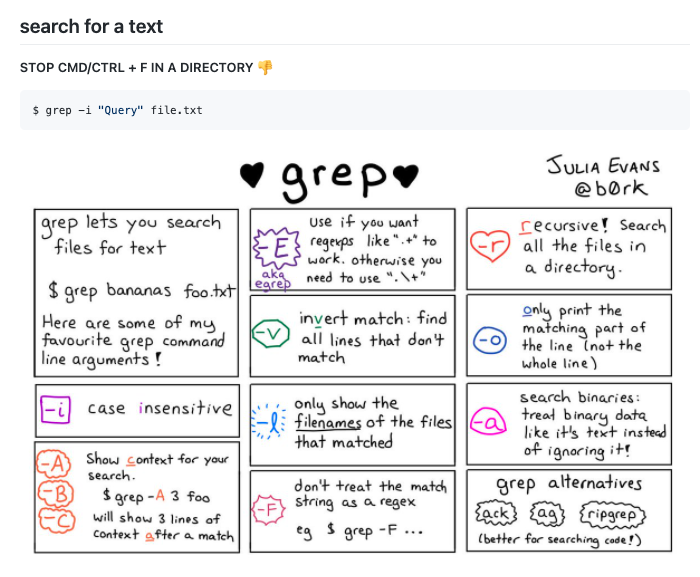 search for a text
STOP CMD/CTRL + F IN A DIRECTORY 👎
$ grep -i "Query" file.txt
♥ grep ♥
JULIA EVANS
@b0rk
grep lets you search
files for text
$ grep bananas foo.txt
Here are some of my
favourite grep command
line arguments!
-E
aka
egrep
Use if you want
regexps like ".+" to
work. otherwise you
need to use ".\+"
-r
recursive! Search
all the files in
a directory.
-v
invert match: find
all lines that don't
match
-o
only print the
matching part of
the line (not the
whole line)
-i
case insensitive
-l
only show the
filenames of the files
that matched
-a
search binaries:
treat binary data
like it's text instead
of ignoring it!
-A
-B
-C
Show context for your
search.
$ grep -A 3 foo
will show 3 lines of
context after a match
-F
don't treat the match
string as a regex
eg $ grep -F ...
grep alternatives
ack ag ripgrep
(better for searching code!)